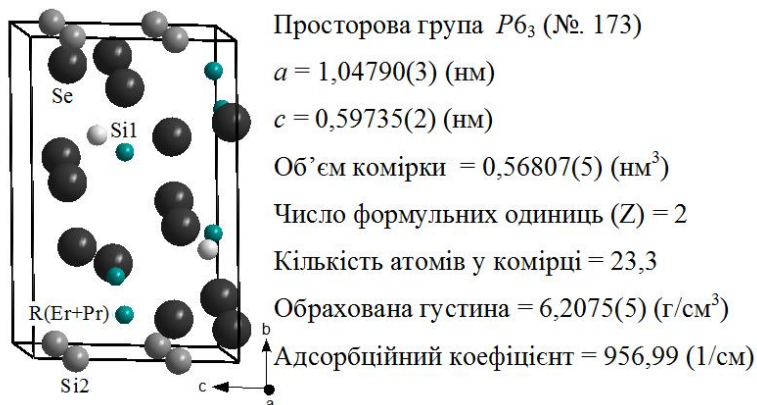 Просторова група P6₃ (№. 173)
a = 1,04790(3) (нм)
c = 0,59735(2) (нм)
Об’єм комірки = 0,56807(5) (нм³)
Число формульних одиниць (Z) = 2
Кількість атомів у комірці = 23,3
Обрахована густина = 6,2075(5) (г/см³)
Адсорбційний коефіцієнт = 956,99 (1/см)
Se
Si1
R(Er+Pr)
Si2
b
c
a